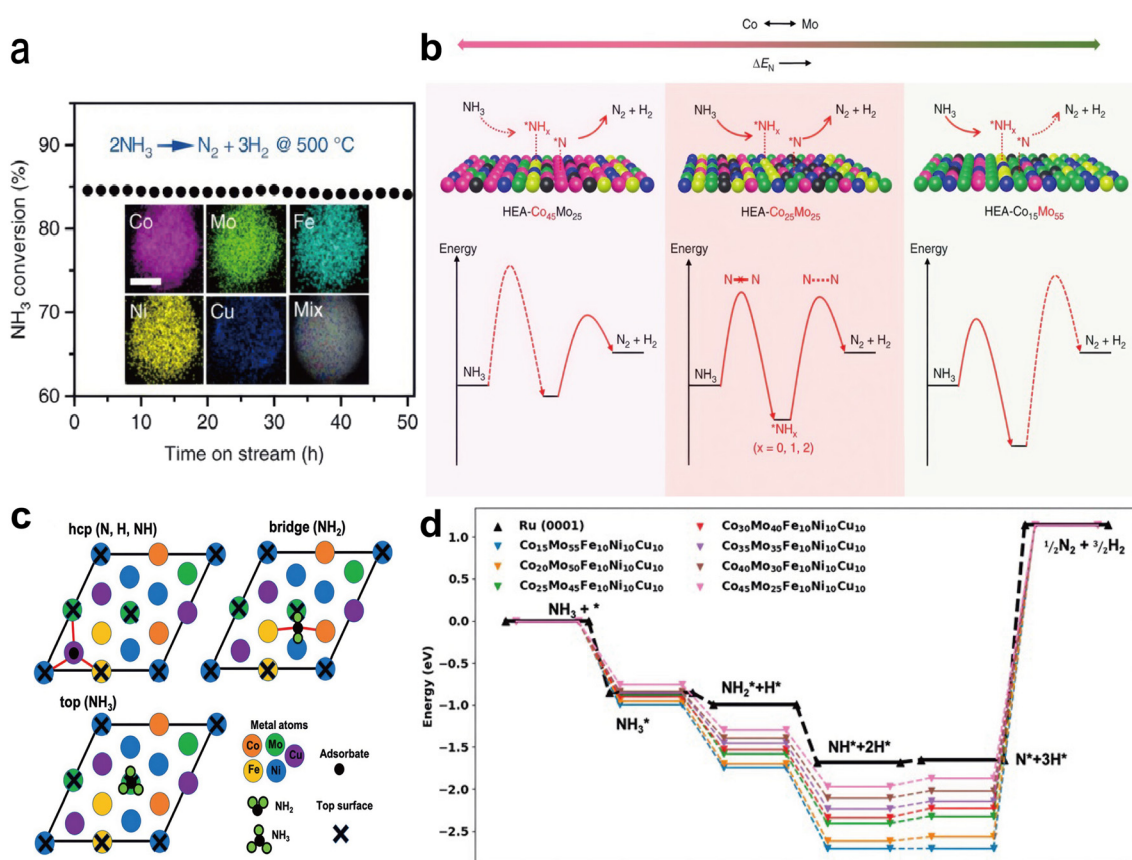 a
NH₃ conversion (%)
95
90
85
78
70
60
2NH₃ → N₂ + 3H₂ @ 500 °C
Co
Mo
Fe
Ni
Cu
Mix
10
20
30
40
50
Time on stream (h)
b
Co ↔ Mo
ΔE_N →
NH₃
*NHₓ
*N
N₂ + H₂
HEA-Co₄₅Mo₂₅
NH₃
*NHₓ
*N
N₂ + H₂
HEA-Co₂₅Mo₂₅
NH₃
*NHₓ
*N
N₂ + H₂
HEA-Co₁₅Mo₅₅
Energy
NH₃
N₂ + H₂
Energy
N N
N N
NH₃
N₂ + H₂
*NHₓ
(x = 0, 1, 2)
Energy
NH₃
N₂ + H₂
c
hcp (N, H, NH)
bridge (NH₂)
top (NH₃)
Metal atoms
Co
Mo
Cu
Fe
Ni
Adsorbate
NH₂
Top surface
NH₃
d
Energy (eV)
1.0
0.5
0.0
−0.5
−1.0
−1.5
−2.0
−2.5
Ru (0001)
Co₁₅Mo₅₅Fe₁₀Ni₁₀Cu₁₀
Co₂₀Mo₅₀Fe₁₀Ni₁₀Cu₁₀
Co₂₅Mo₄₅Fe₁₀Ni₁₀Cu₁₀
Co₃₀Mo₄₀Fe₁₀Ni₁₀Cu₁₀
Co₃₅Mo₃₅Fe₁₀Ni₁₀Cu₁₀
Co₄₀Mo₃₀Fe₁₀Ni₁₀Cu₁₀
Co₄₅Mo₂₅Fe₁₀Ni₁₀Cu₁₀
NH₃ + *
NH₃*
NH₂*+H*
NH*+2H*
N*+3H*
½N₂ + ³⁄₂H₂